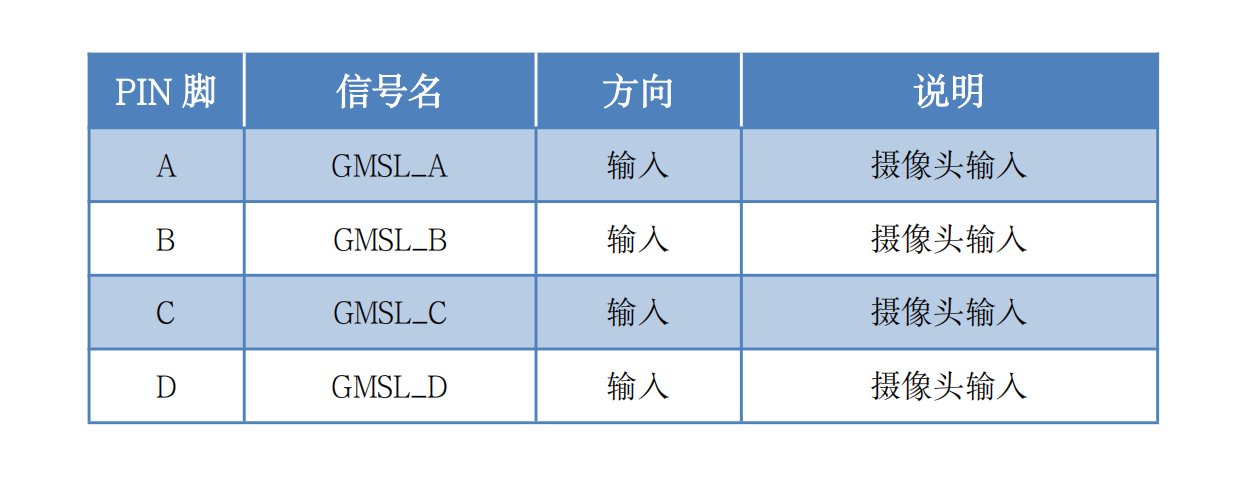 PIN 脚 信号名 方向 说明
A GMSL_A 输入 摄像头输入
B GMSL_B 输入 摄像头输入
C GMSL_C 输入 摄像头输入
D GMSL_D 输入 摄像头输入